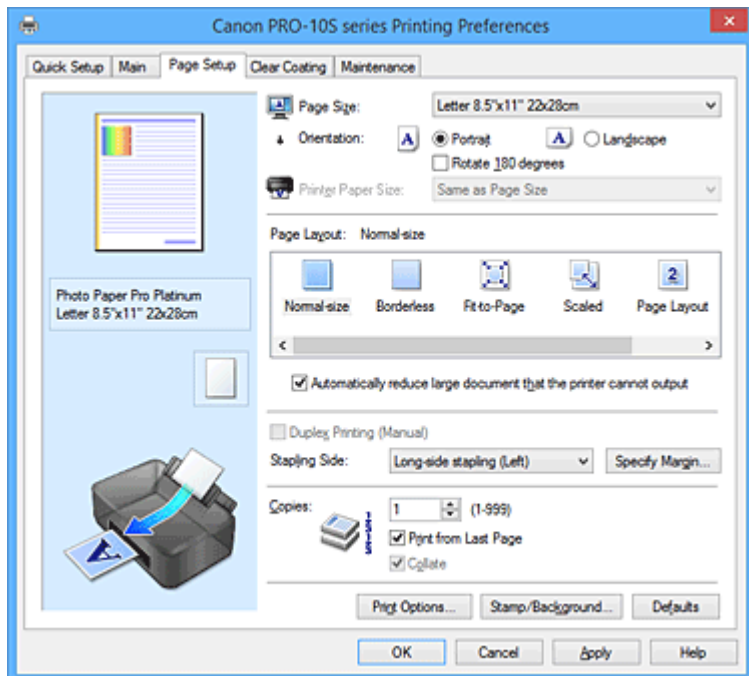 Canon PRO-10S series Printing Preferences
Quick Setup Main Page Setup Clear Coating Maintenance
Page Size: Letter 8.5"x11" 22x28cm
Orientation: A Portrait A Landscape
Rotate 180 degrees
Printer Paper Size: Same as Page Size
Page Layout: Normal-size
2
Normal-size Borderless Fit-to-Page Scaled Page Layout
Photo Paper Pro Platinum
Letter 8.5"x11" 22x28cm
Automatically reduce large document that the printer cannot output
Duplex Printing (Manual)
Stapling Side: Long-side stapling (Left) Specify Margin...
Copies: 1 (1-999)
Print from Last Page
Collate
A
Print Options... Stamp/Background... Defaults
OK Cancel Apply Help